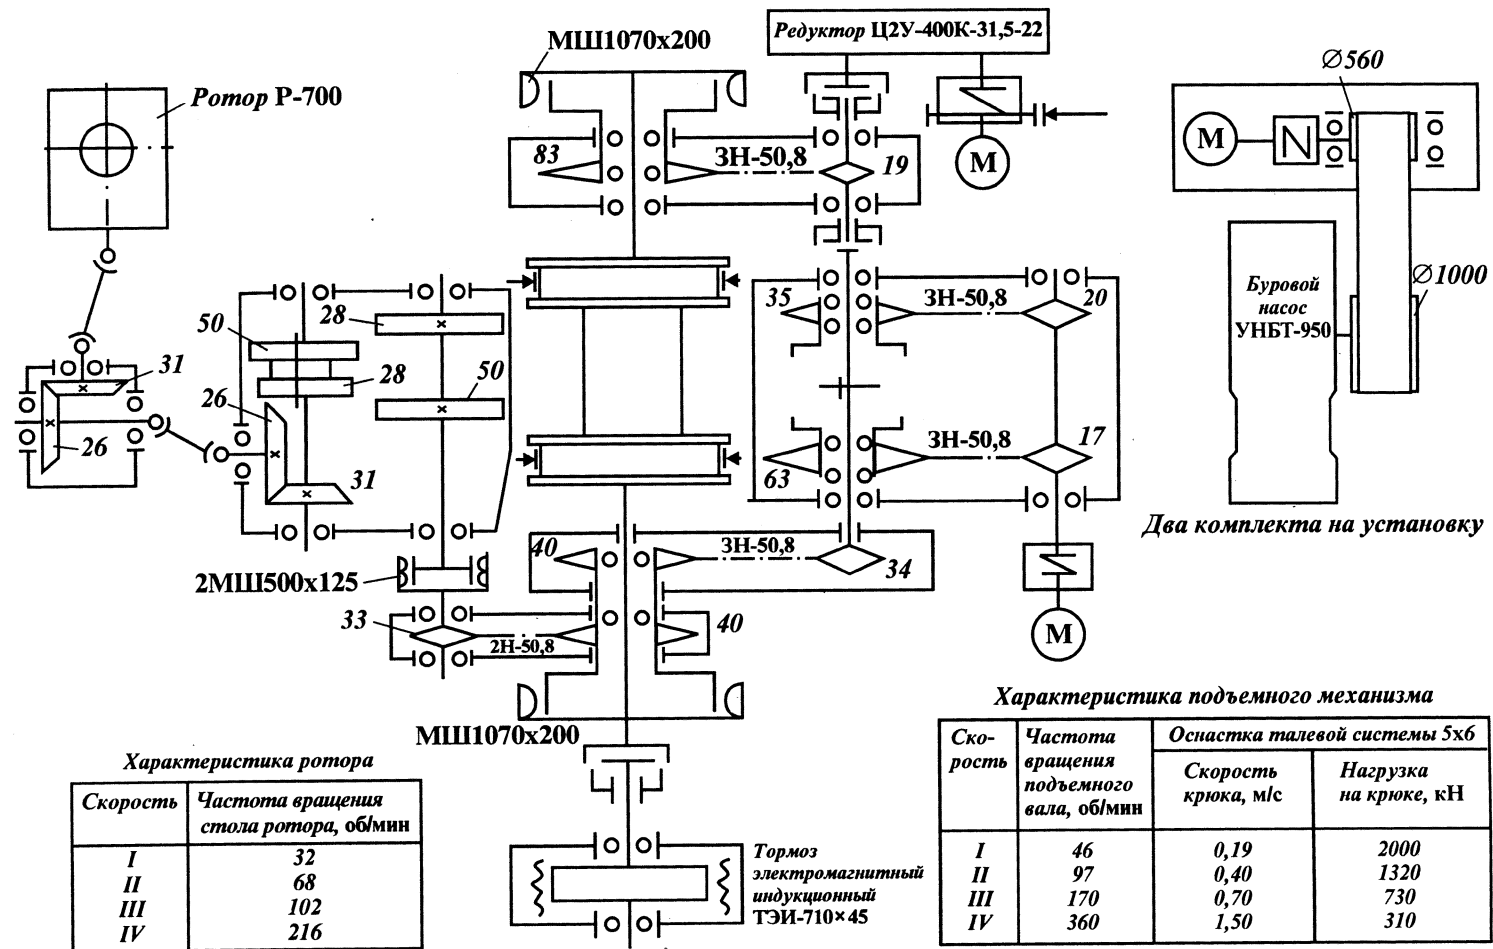 МШ1070х200
Редуктор Ц2У-400К-31,5-22
Ротор Р-700
∅560
М
М
83
ЗН-50,8
19
Буровой
насос
УНБТ-950
∅1000
35
ЗН-50,8
20
28
50
31
28
50
26
26
31
ЗН-50,8
17
63
Два комплекта на установку
40
ЗН-50,8
34
2МШ500х125
33
2Н-50,8
40
М
МШ1070х200
Характеристика подъемного механизма
Ско-
рость
Частота
вращения
подъемного
вала, об/мин
Оснастка талевой системы 5х6
Скорость
крюка, м/с
Нагрузка
на крюке, кН
I 46 0,19 2000
II 97 0,40 1320
III 170 0,70 730
IV 360 1,50 310
Характеристика ротора
Скорость
Частота вращения
стола ротора, об/мин
I 32
II 68
III 102
IV 216
Тормоз
электромагнитный
индукционный
ТЭИ-710×45